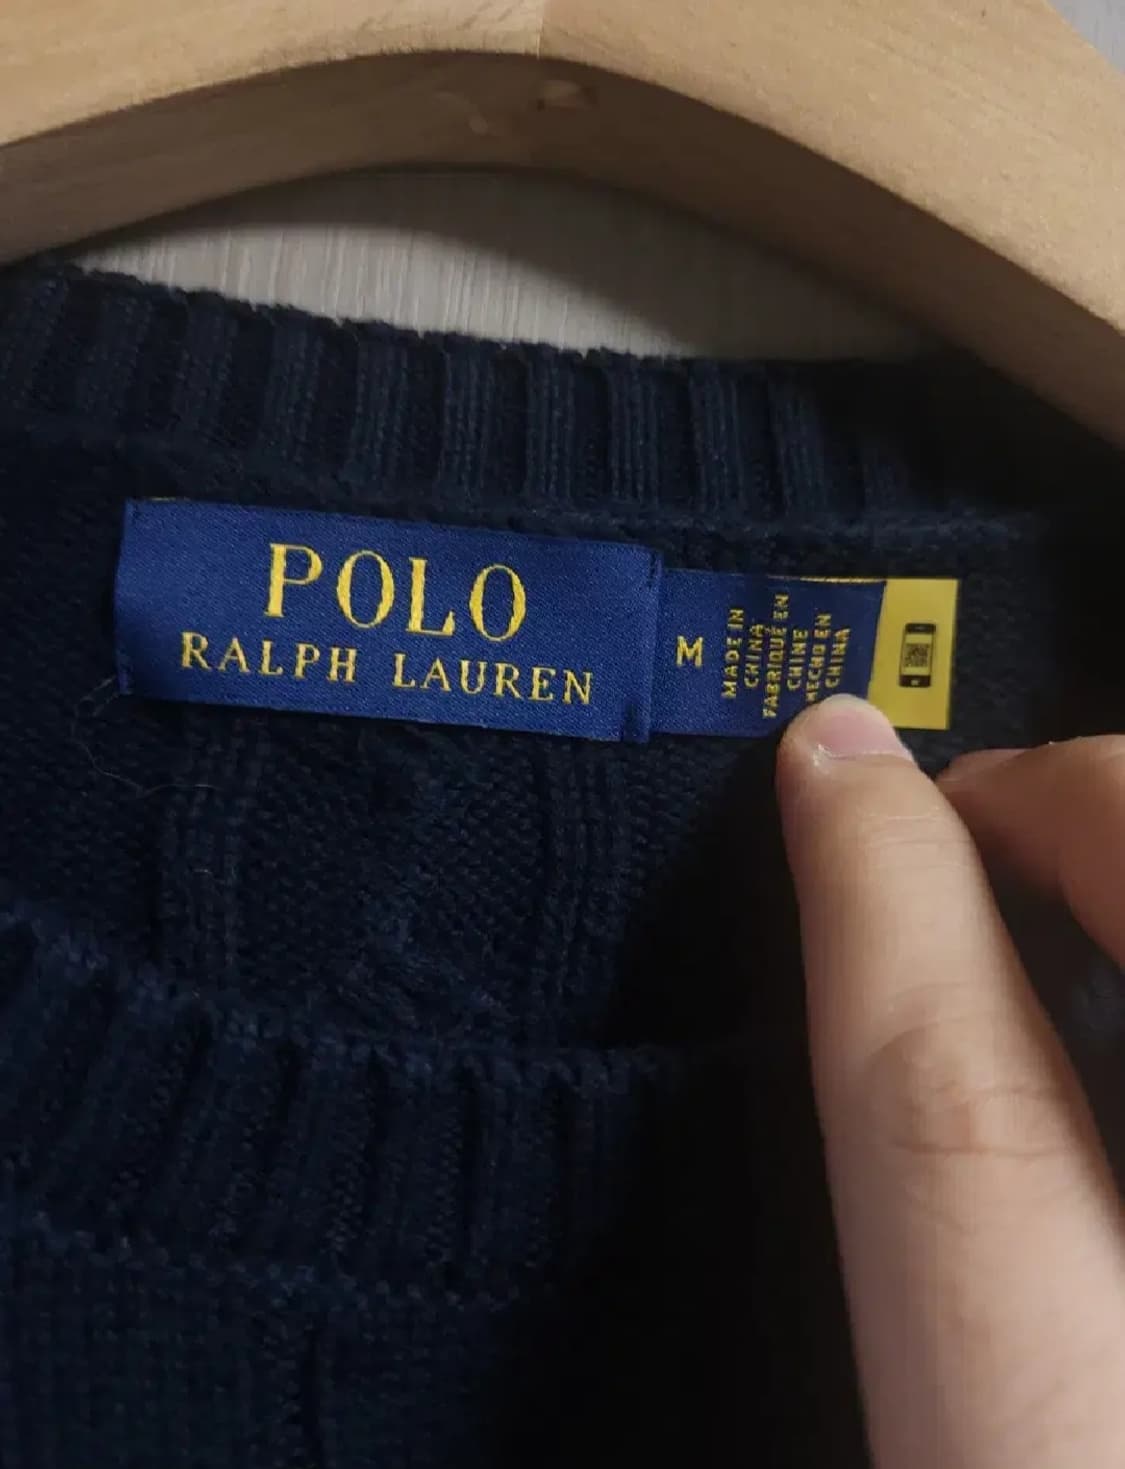 POLO
RALPH LAUREN
M
MADE IN
CHINA
FABRIQUÉ EN
CHINE
HECHO EN
CHINA